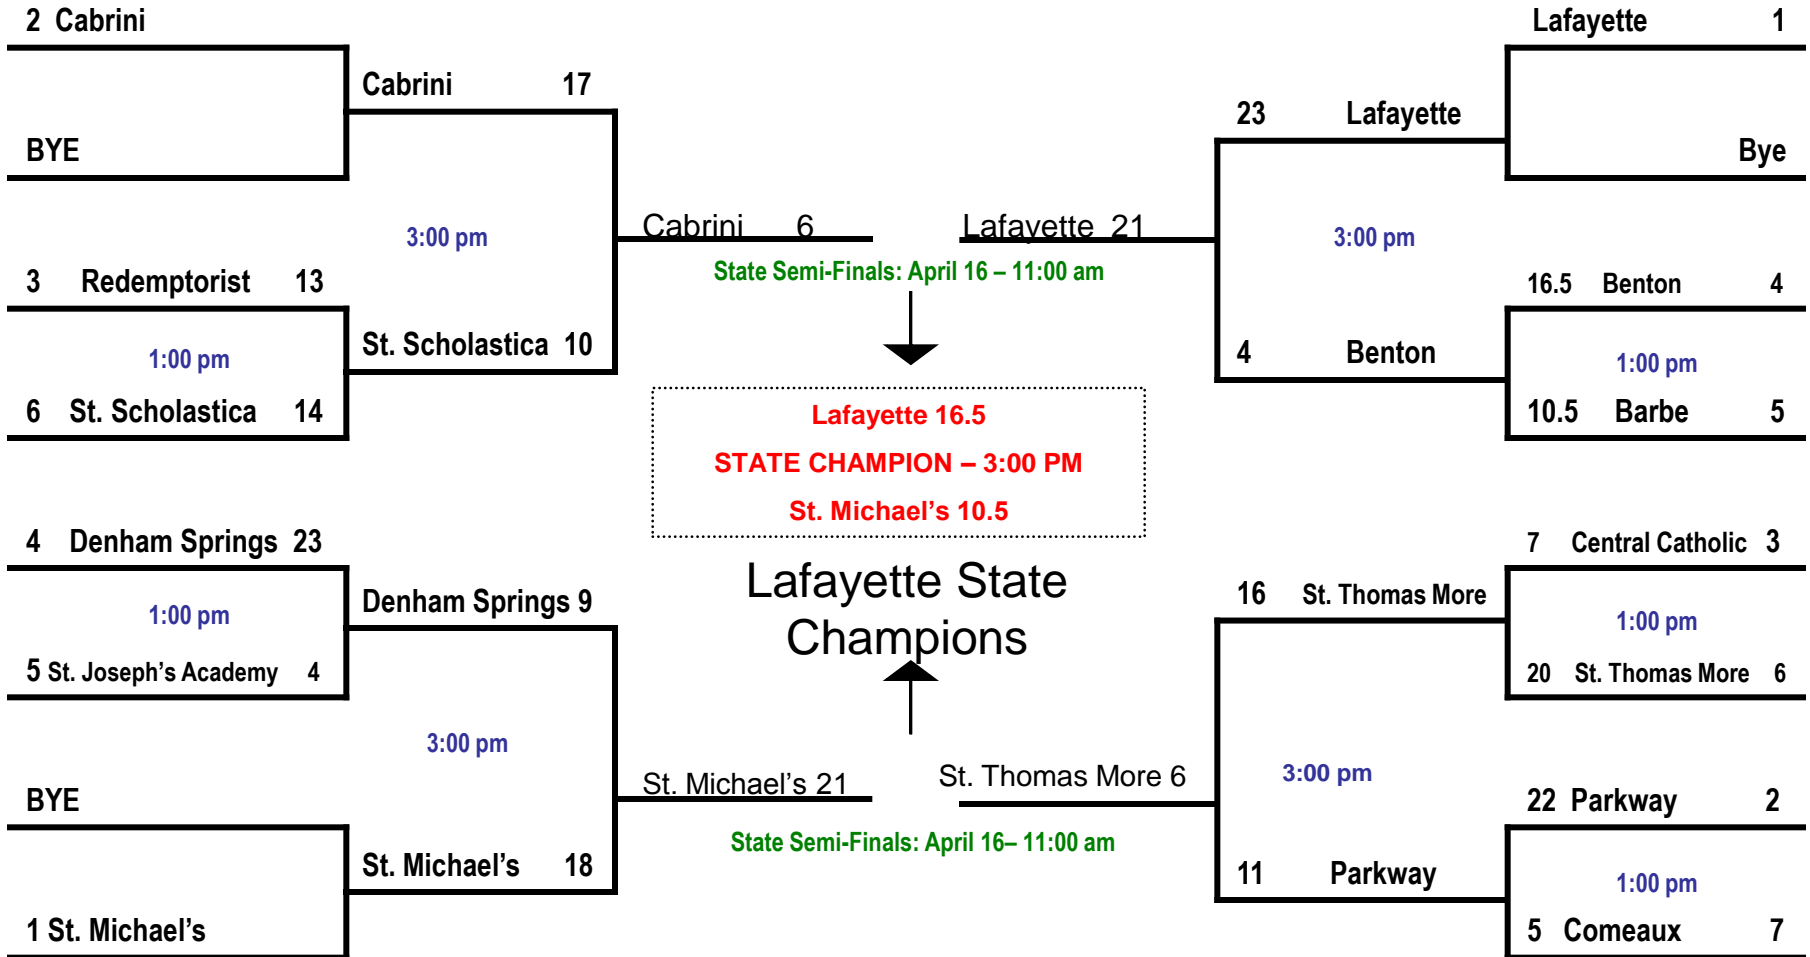 2 Cabrini
BYE
Cabrini 17
3:00 pm
3 Redemptorist 13
1:00 pm
6 St. Scholastica 14
St. Scholastica 10
Cabrini 6
4 Denham Springs 23
1:00 pm
5 St. Joseph’s Academy 4
Denham Springs 9
3:00 pm
BYE
1 St. Michael’s
St. Michael’s 18
St. Michael’s 21
Lafayette 21
State Semi-Finals: April 16 – 11:00 am
Lafayette 16.5
STATE CHAMPION – 3:00 PM
St. Michael’s 10.5
Lafayette State
Champions
St. Thomas More 6
State Semi-Finals: April 16– 11:00 am
Lafayette 1
Bye
23 Lafayette
3:00 pm
16.5 Benton 4
1:00 pm
10.5 Barbe 5
4 Benton
7 Central Catholic 3
1:00 pm
20 St. Thomas More 6
16 St. Thomas More
3:00 pm
22 Parkway 2
1:00 pm
5 Comeaux 7
11 Parkway